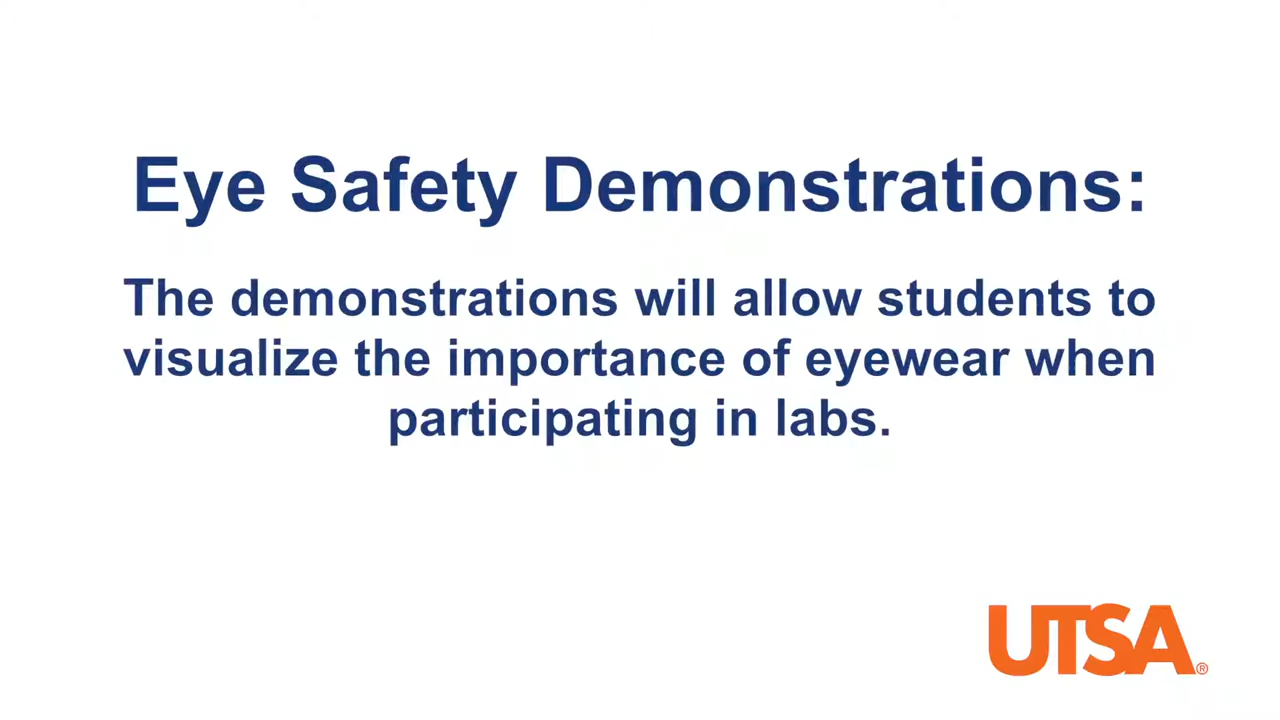 Eye Safety Demonstrations:
The demonstrations will allow students to
visualize the importance of eyewear when
participating in labs.
UTSA®